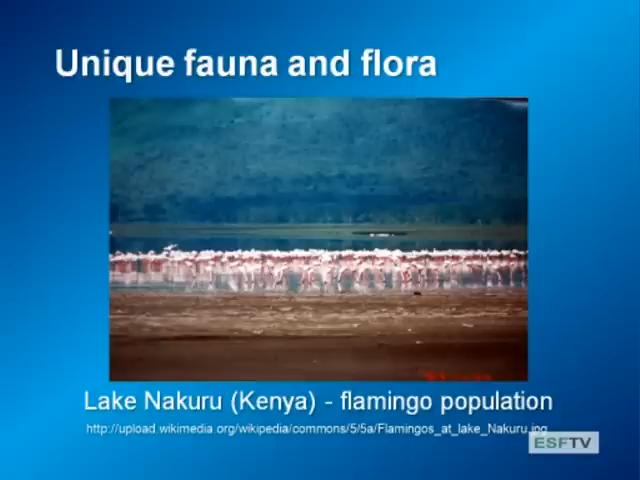 Unique fauna and flora
Lake Nakuru (Kenya) - flamingo population
http://upload.wikimedia.org/wikipedia/commons/5/5a/Flamingos_at_lake_Nakuru.jpg
ESFTV